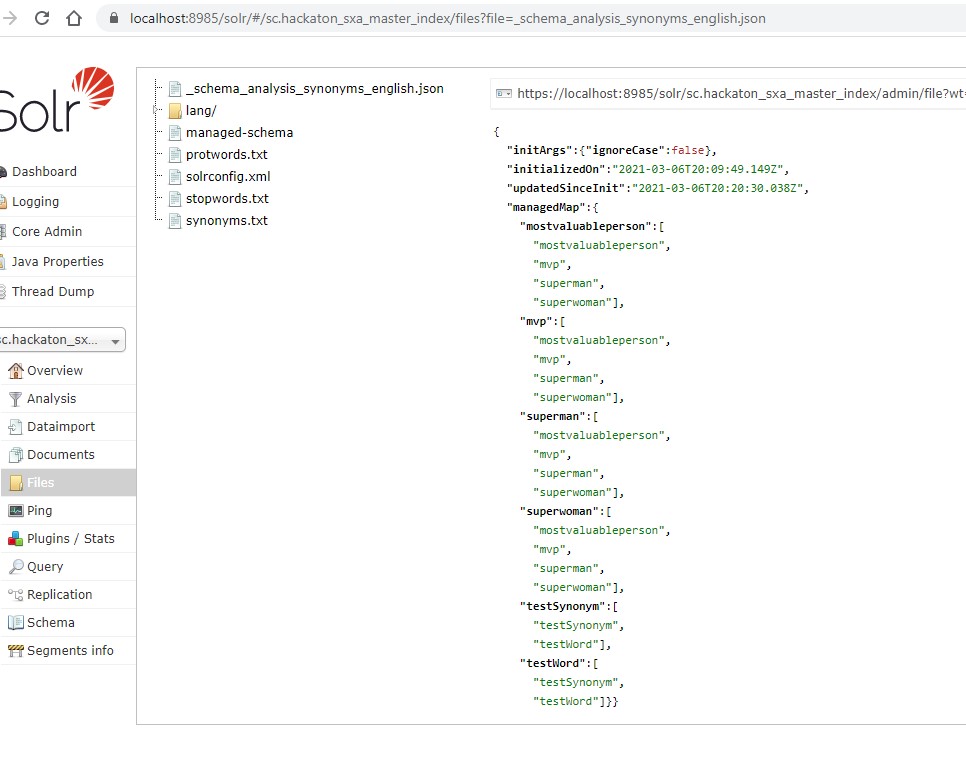 localhost:8985/solr/#/sc.hackaton_sxa_master_index/files?file=_schema_analysis_synonyms_english.json
Solr
Dashboard
Logging
Core Admin
Java Properties
Thread Dump
sc.hackaton_sx...
Overview
Analysis
Dataimport
Documents
Files
Ping
Plugins / Stats
Query
Replication
Schema
Segments info
_schema_analysis_synonyms_english.json
lang/
managed-schema
protwords.txt
solrconfig.xml
stopwords.txt
synonyms.txt
https://localhost:8985/solr/sc.hackaton_sxa_master_index/admin/file?wt=
{
"initArgs":{"ignoreCase":false},
"initializedOn":"2021-03-06T20:09:49.149Z",
"updatedSinceInit":"2021-03-06T20:20:30.038Z",
"managedMap":{
"mostvaluableperson":[
"mostvaluableperson",
"mvp",
"superman",
"superwoman"],
"mvp":[
"mostvaluableperson",
"mvp",
"superman",
"superwoman"],
"superman":[
"mostvaluableperson",
"mvp",
"superman",
"superwoman"],
"superwoman":[
"mostvaluableperson",
"mvp",
"superman",
"superwoman"],
"testSynonym":[
"testSynonym",
"testWord"],
"testWord":[
"testSynonym",
"testWord"]}}